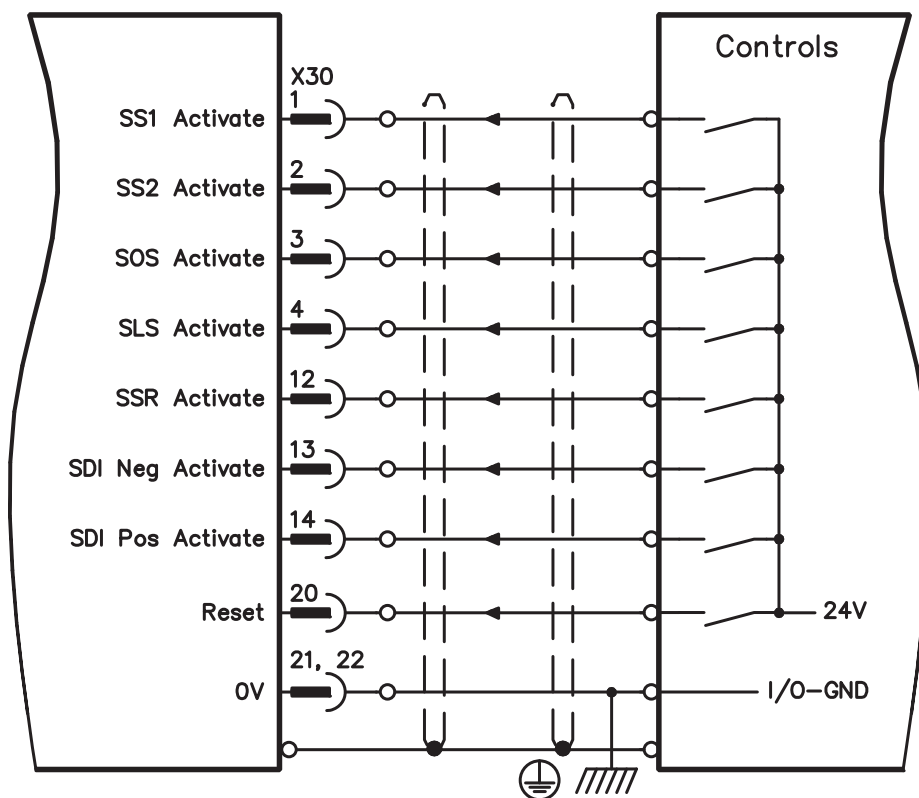 Controls
X30
1
SS1 Activate
2
SS2 Activate
3
SOS Activate
4
SLS Activate
12
SSR Activate
13
SDI Neg Activate
14
SDI Pos Activate
20
Reset
24V
21, 22
0V
I/O-GND